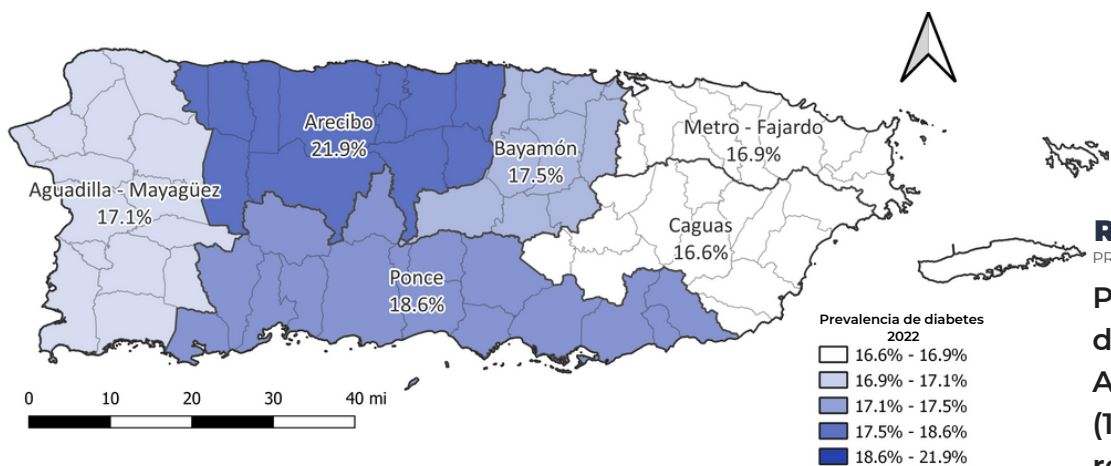 Arecibo
21.9%
Bayamón
17.5%
Metro - Fajardo
16.9%
Aguadilla - Mayagüez
17.1%
Caguas
16.6%
Ponce
18.6%
Prevalencia de diabetes
2022
16.6% - 16.9%
16.9% - 17.1%
17.1% - 17.5%
17.5% - 18.6%
18.6% - 21.9%
0 10 20 30 40 mi
R
PR
P
d
A
(1